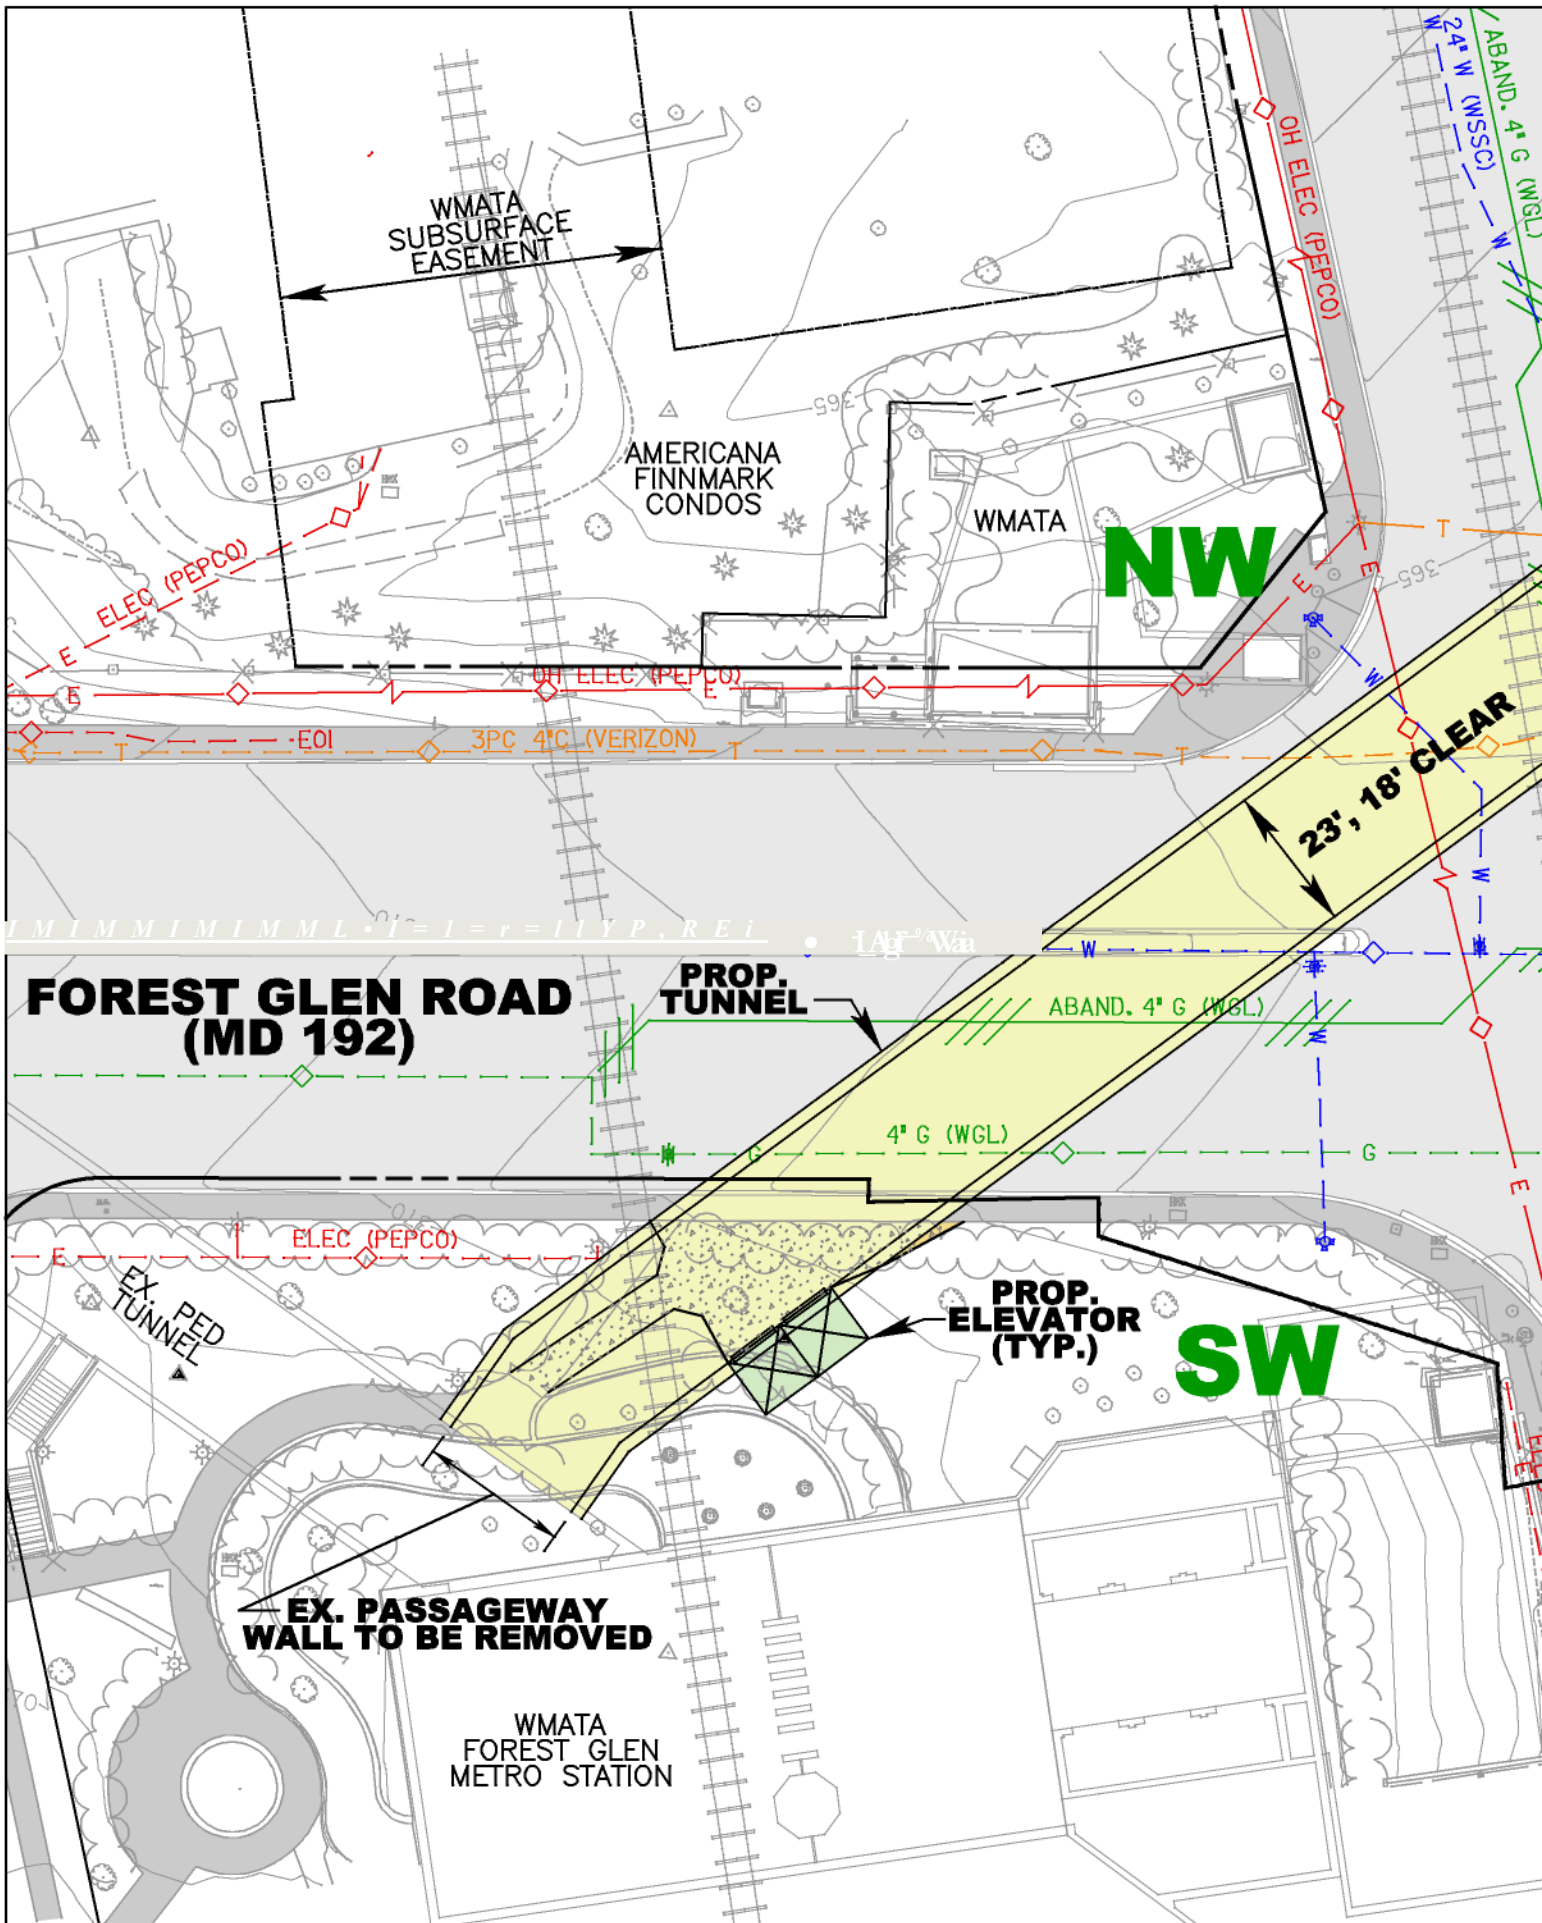 24" W (WSSC)
ABAND. 4" G (WGL)
W
W
W
OH ELEC (PEPCO)
WMATA
SUBSURFACE
EASEMENT
365
AMERICANA
FINNMARK
CONDOS
WMATA
NW
T
E
E
365
ELEC (PEPCO)
E
W
OH ELEC (PEPCO)
E
E
E01
3PC 4"C (VERIZON)
T
T
T
23', 18' CLEAR
W
W
FOREST GLEN ROAD
(MD 192)
PROP.
TUNNEL
ABAND. 4" G (WGL)
W
4" G (WGL)
G
G
E
370
ELEC (PEPCO)
E
EX. PED
TUNNEL
PROP.
ELEVATOR
(TYP.)
SW
E
EX. PASSAGEWAY
WALL TO BE REMOVED
WMATA
FOREST GLEN
METRO STATION